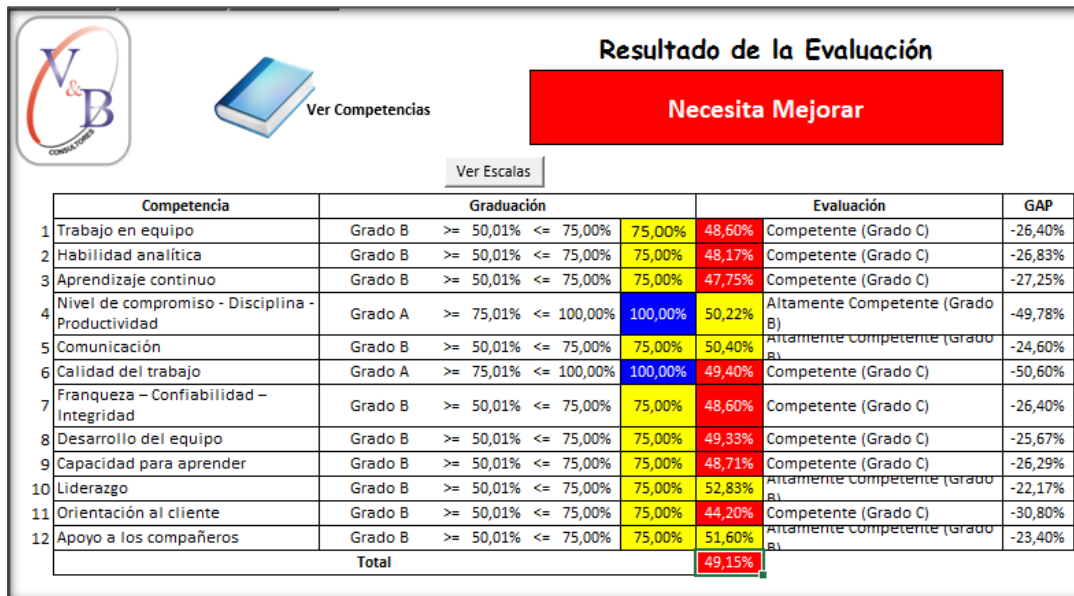 V&B
CONSULTORES
Ver Competencias
Resultado de la Evaluación
Necesita Mejorar
Ver Escalas
Competencia Graduación Evaluación GAP
1 Trabajo en equipo Grado B >= 50,01% <= 75,00% 75,00% 48,60% Competente (Grado C) -26,40%
2 Habilidad analítica Grado B >= 50,01% <= 75,00% 75,00% 48,17% Competente (Grado C) -26,83%
3 Aprendizaje continuo Grado B >= 50,01% <= 75,00% 75,00% 47,75% Competente (Grado C) -27,25%
4 Nivel de compromiso - Disciplina -
Productividad Grado A >= 75,01% <= 100,00% 100,00% 50,22% Altamente Competente (Grado
B) -49,78%
5 Comunicación Grado B >= 50,01% <= 75,00% 75,00% 50,40% Altamente Competente (Grado
B) -24,60%
6 Calidad del trabajo Grado A >= 75,01% <= 100,00% 100,00% 49,40% Competente (Grado C) -50,60%
7 Franqueza – Confiabilidad –
Integridad Grado B >= 50,01% <= 75,00% 75,00% 48,60% Competente (Grado C) -26,40%
8 Desarrollo del equipo Grado B >= 50,01% <= 75,00% 75,00% 49,33% Competente (Grado C) -25,67%
9 Capacidad para aprender Grado B >= 50,01% <= 75,00% 75,00% 48,71% Competente (Grado C) -26,29%
10 Liderazgo Grado B >= 50,01% <= 75,00% 75,00% 52,83% Altamente Competente (Grado
B) -22,17%
11 Orientación al cliente Grado B >= 50,01% <= 75,00% 75,00% 44,20% Competente (Grado C) -30,80%
12 Apoyo a los compañeros Grado B >= 50,01% <= 75,00% 75,00% 51,60% Altamente Competente (Grado
B) -23,40%
Total 49,15%